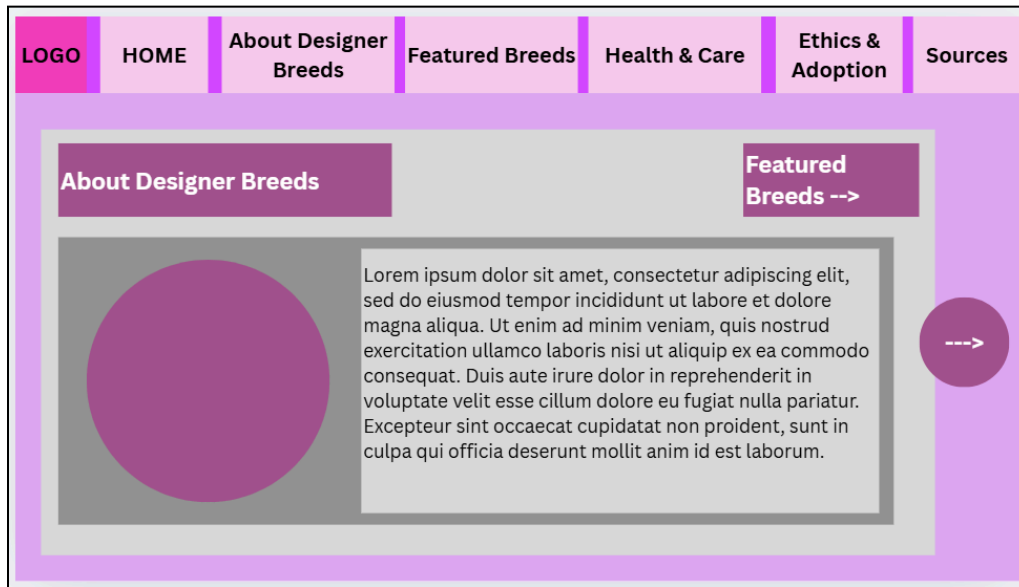 LOGO
HOME
About Designer
Breeds
Featured Breeds
Health & Care
Ethics &
Adoption
Sources
About Designer Breeds
Featured
Breeds -->
Lorem ipsum dolor sit amet, consectetur adipiscing elit,
sed do eiusmod tempor incididunt ut labore et dolore
magna aliqua. Ut enim ad minim veniam, quis nostrud
exercitation ullamco laboris nisi ut aliquip ex ea commodo
consequat. Duis aute irure dolor in reprehenderit in
voluptate velit esse cillum dolore eu fugiat nulla pariatur.
Excepteur sint occaecat cupidatat non proident, sunt in
culpa qui officia deserunt mollit anim id est laborum.
--->